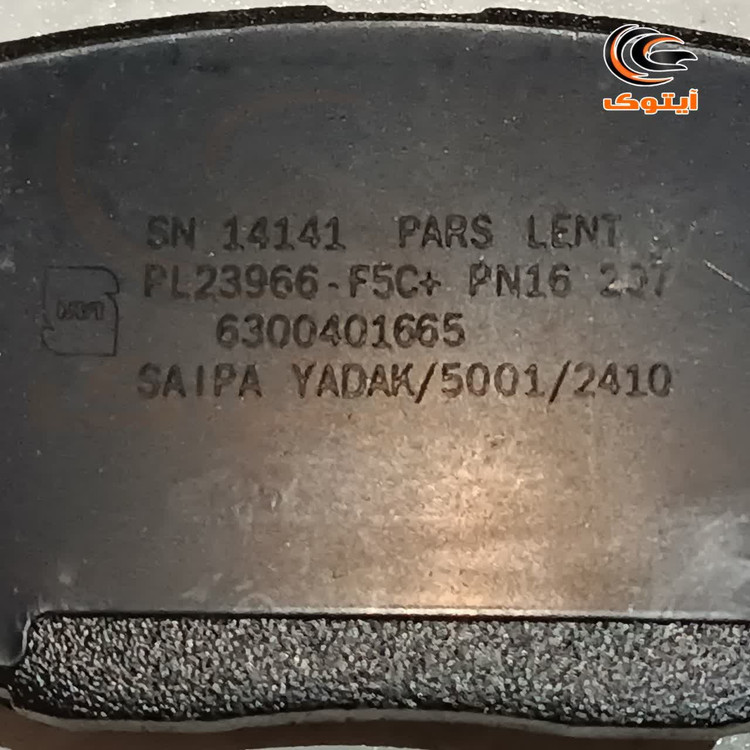 آیتوک
SN 14141 PARS LENT
PL23966-F5C+ PN16
6300401665
SAIPA YADAK/5001/2410